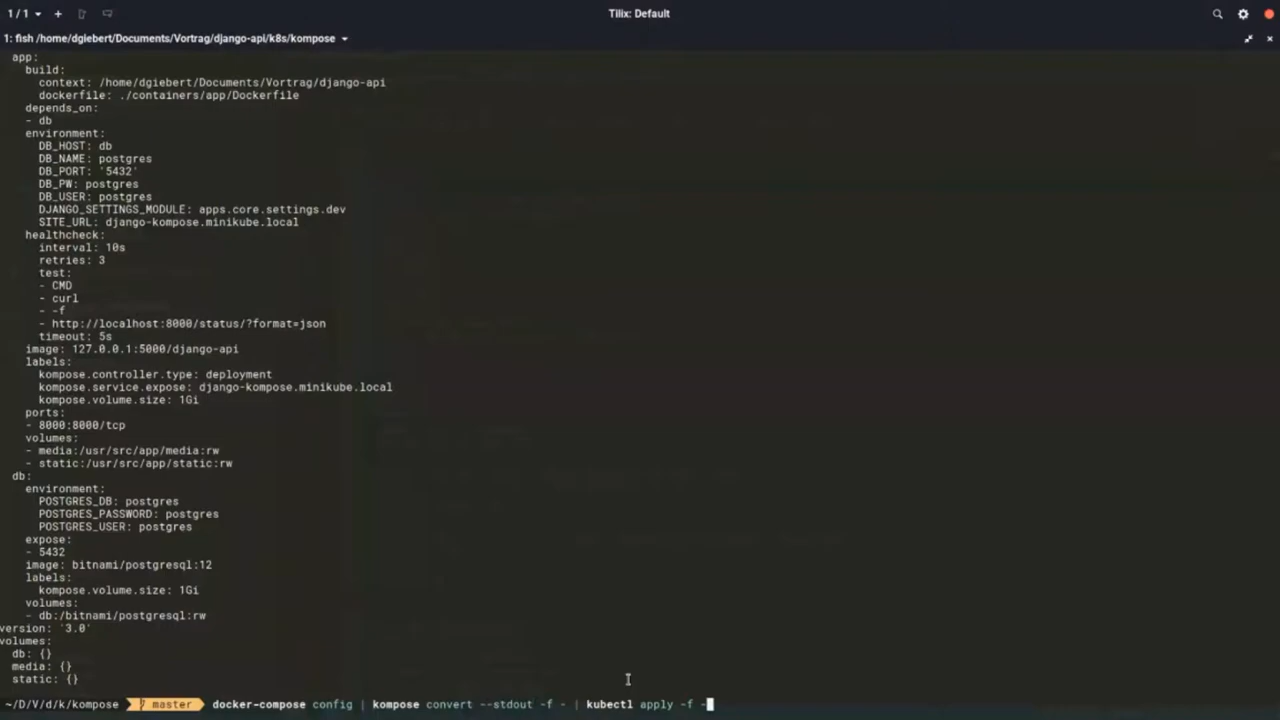 1 / 1
Tilix: Default
1: fish /home/dgiebert/Documents/Vortrag/django-api/k8s/kompose
app:
build:
context: /home/dgiebert/Documents/Vortrag/django-api
dockerfile: ./containers/app/Dockerfile
depends_on:
- db
environment:
DB_HOST: db
DB_NAME: postgres
DB_PORT: '5432'
DB_PW: postgres
DB_USER: postgres
DJANGO_SETTINGS_MODULE: apps.core.settings.dev
SITE_URL: django-kompose.minikube.local
healthcheck:
interval: 10s
retries: 3
test:
- CMD
- curl
- -f
- http://localhost:8000/status/?format=json
timeout: 5s
image: 127.0.0.1:5000/django-api
labels:
kompose.controller.type: deployment
kompose.service.expose: django-kompose.minikube.local
kompose.volume.size: 1Gi
ports:
- 8000:8000/tcp
volumes:
- media:/usr/src/app/media:rw
- static:/usr/src/app/static:rw
db:
environment:
POSTGRES_DB: postgres
POSTGRES_PASSWORD: postgres
POSTGRES_USER: postgres
expose:
- 5432
image: bitnami/postgresql:12
labels:
kompose.volume.size: 1Gi
volumes:
- db:/bitnami/postgresql:rw
version: '3.0'
volumes:
db: {}
media: {}
static: {}
~/D/V/d/k/kompose master docker-compose config | kompose convert --stdout -f - | kubectl apply -f -